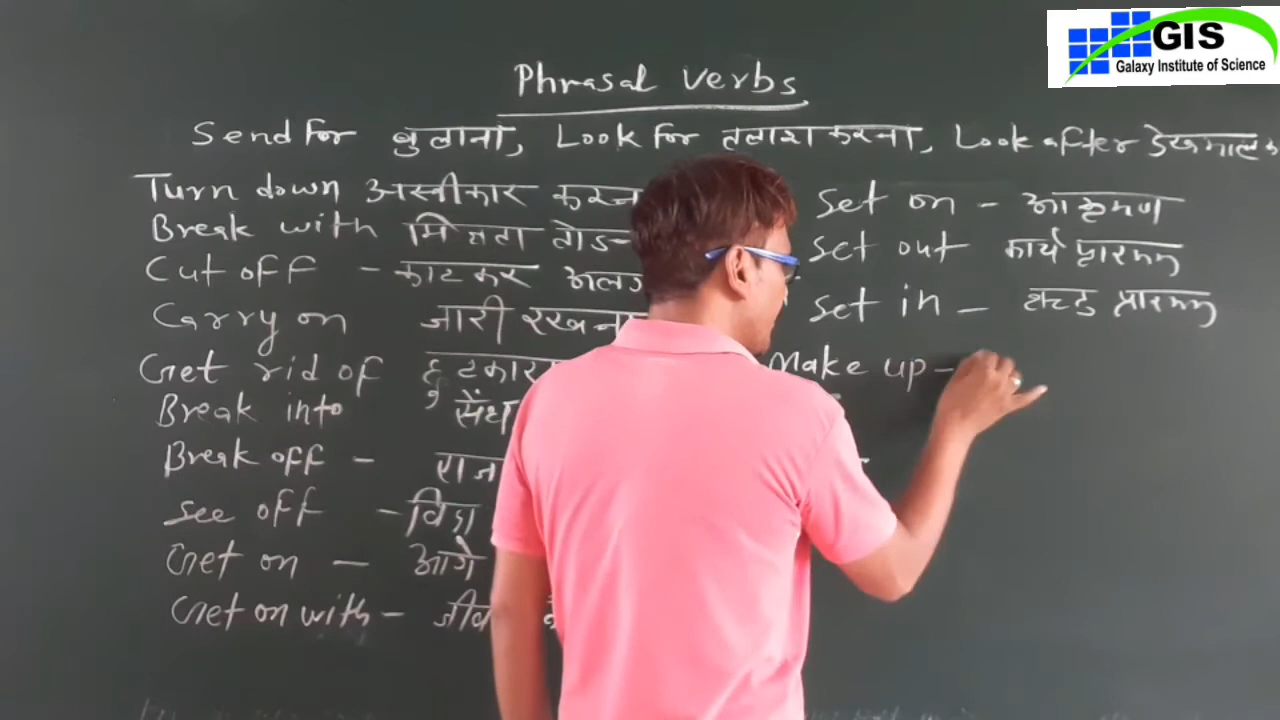 GIS
Galaxy Institute of Science
Phrasal verbs
Send for बुलाना, Look for तलाश करना, Look after देखभाल क
Turn down अस्वीकार करना
Break with मित्रता तोड
Cut off - काट कर अलग
Carry on जारी रखना
Get rid of छुटकारा
Break into सेंध
Break off -
See off - विदा
Get on - आगे
Get on with - जीव
Set on - आक्रमण
Set out कार्य प्रारम्भ
Set in - प्रारम्भ
Make up -